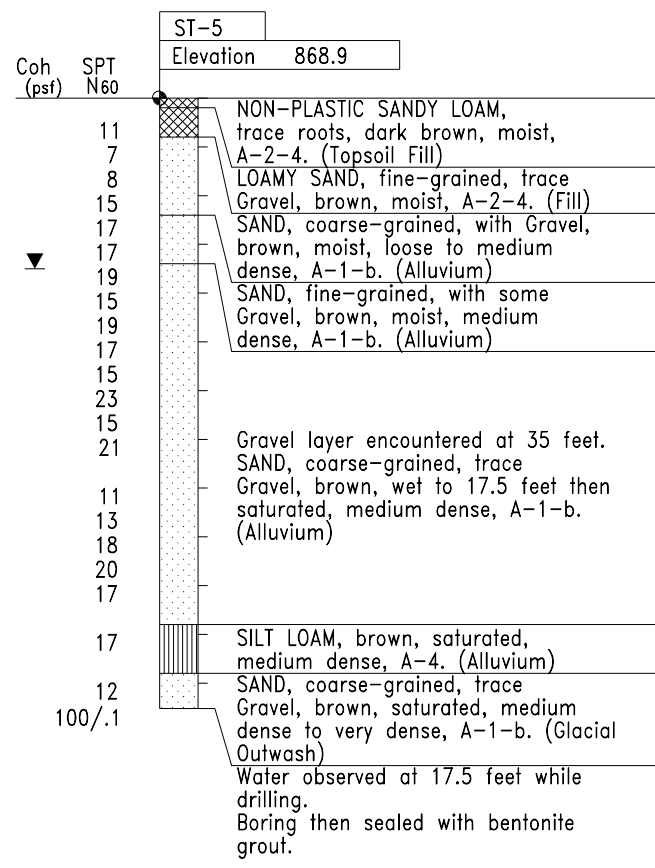 ST-5
Elevation 868.9
Coh SPT
(psf) N60
NON-PLASTIC SANDY LOAM,
11 trace roots, dark brown, moist,
7 A-2-4. (Topsoil Fill)
8 LOAMY SAND, fine-grained, trace
15 Gravel, brown, moist, A-2-4. (Fill)
17 SAND, coarse-grained, with Gravel,
17 brown, moist, loose to medium
19 dense, A-1-b. (Alluvium)
15 SAND, fine-grained, with some
19 Gravel, brown, moist, medium
17 dense, A-1-b. (Alluvium)
15
23
15
21 Gravel layer encountered at 35 feet.
SAND, coarse-grained, trace
11 Gravel, brown, wet to 17.5 feet then
13 saturated, medium dense, A-1-b.
18 (Alluvium)
20
17
17 SILT LOAM, brown, saturated,
medium dense, A-4. (Alluvium)
12 SAND, coarse-grained, trace
100/.1 Gravel, brown, saturated, medium
dense to very dense, A-1-b. (Glacial
Outwash)
Water observed at 17.5 feet while
drilling.
Boring then sealed with bentonite
grout.